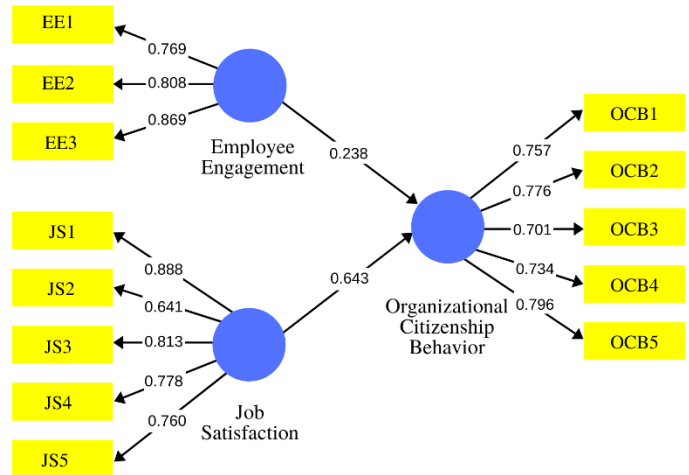 EE1
0.769
EE2
0.808
EE3
0.869
Employee
Engagement
0.238
JS1
0.888
JS2
0.641
JS3
0.813
JS4
0.778
JS5
0.760
Job
Satisfaction
0.643
Organizational
Citizenship
Behavior
OCB1
0.757
OCB2
0.776
OCB3
0.701
OCB4
0.734
OCB5
0.796